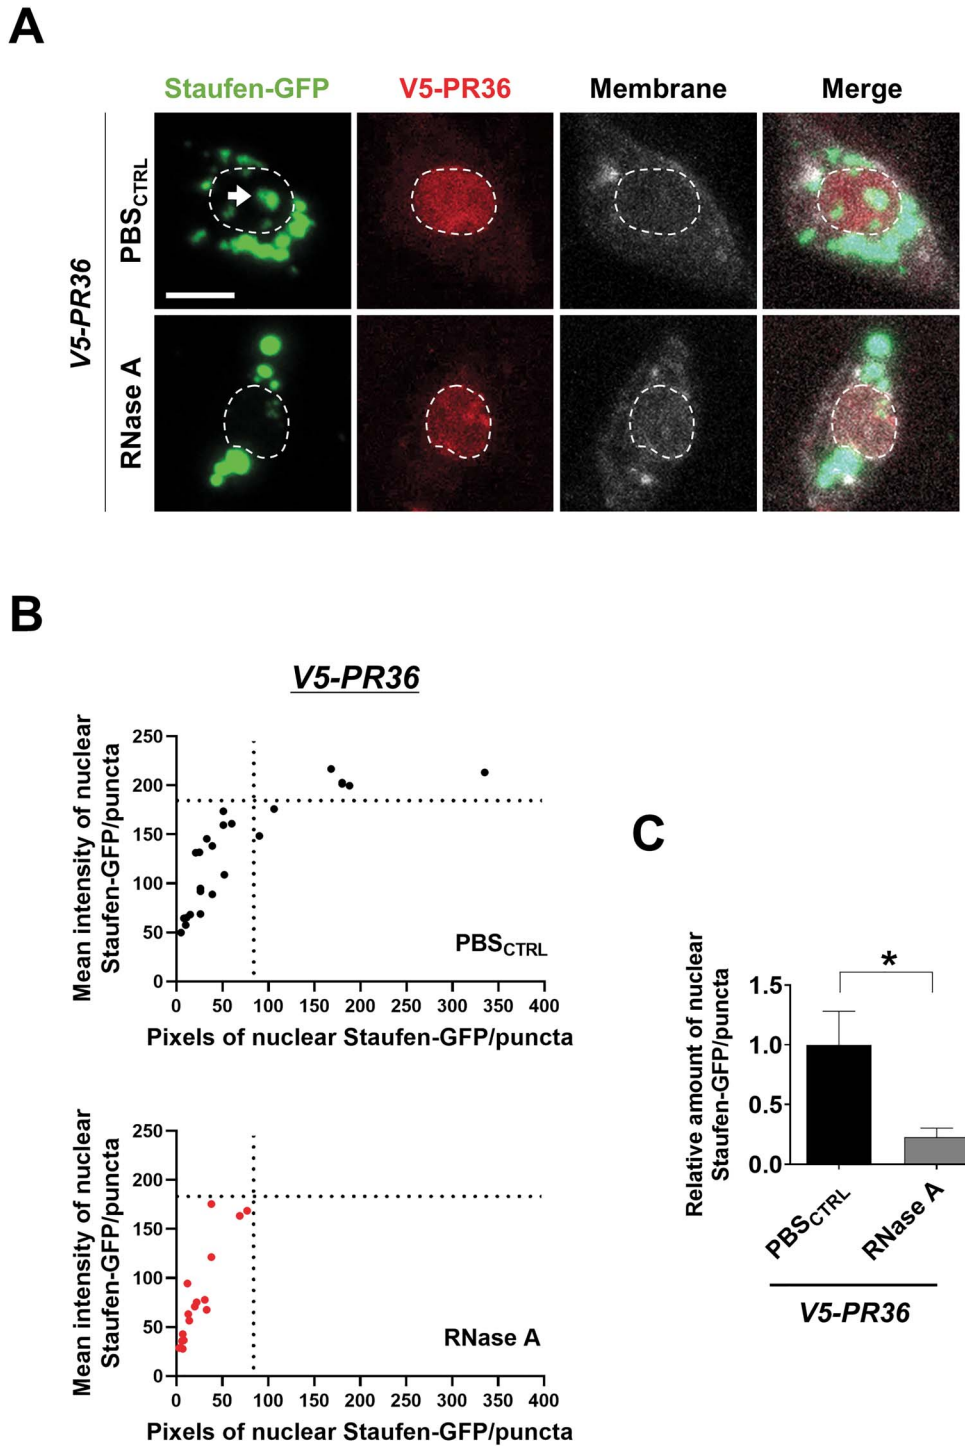 A
Staufen-GFP V5-PR36 Membrane Merge
V5-PR36
PBSCTRL
RNase A
B
V5-PR36
Mean intensity of nuclear
Staufen-GFP/puncta
250
200
150
100
50
0
PBSCTRL
0 50 100 150 200 250 300 350 400
Pixels of nuclear Staufen-GFP/puncta
Mean intensity of nuclear
Staufen-GFP/puncta
250
200
150
100
50
0
RNase A
0 50 100 150 200 250 300 350 400
Pixels of nuclear Staufen-GFP/puncta
C
Relative amount of nuclear
Staufen-GFP/puncta
1.5
1.0
0.5
0.0
*
PBSCTRL
RNase A
V5-PR36